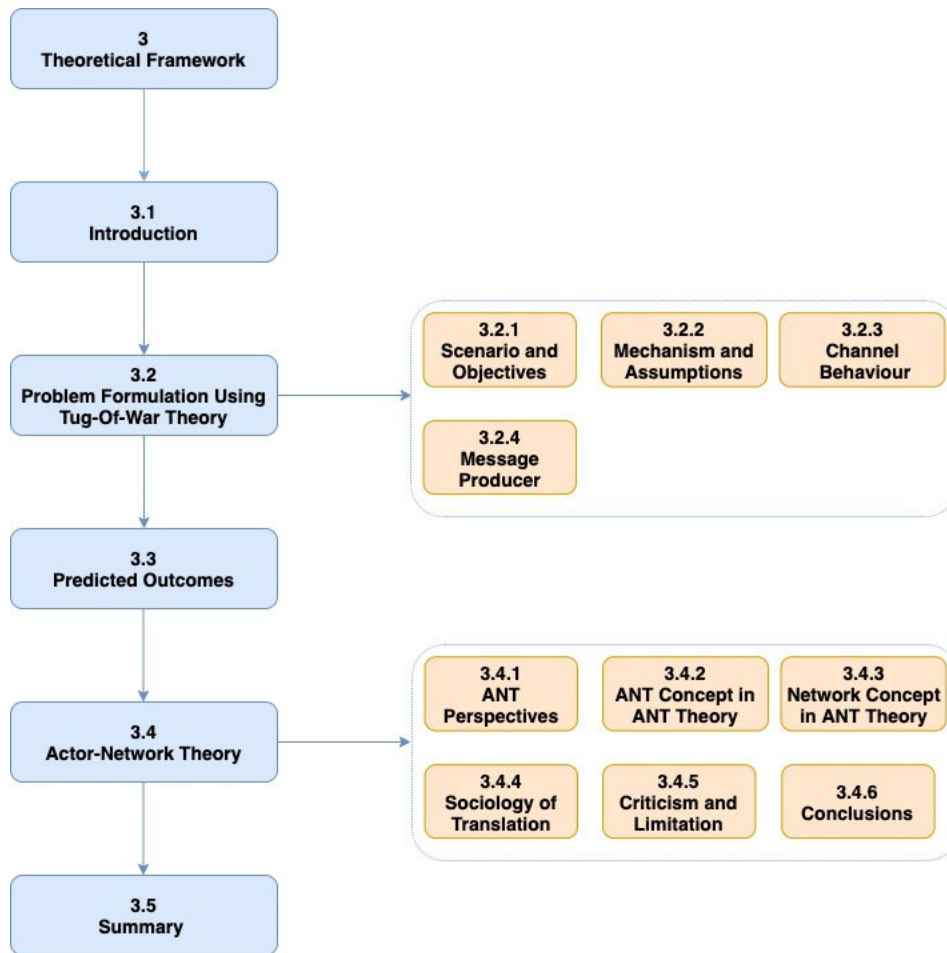 3
Theoretical Framework
3.1
Introduction
3.2
Problem Formulation Using
Tug-Of-War Theory
3.2.1
Scenario and
Objectives
3.2.2
Mechanism and
Assumptions
3.2.3
Channel
Behaviour
3.2.4
Message
Producer
3.3
Predicted Outcomes
3.4
Actor-Network Theory
3.4.1
ANT
Perspectives
3.4.2
ANT Concept in
ANT Theory
3.4.3
Network Concept
in ANT Theory
3.4.4
Sociology of
Translation
3.4.5
Criticism and
Limitation
3.4.6
Conclusions
3.5
Summary